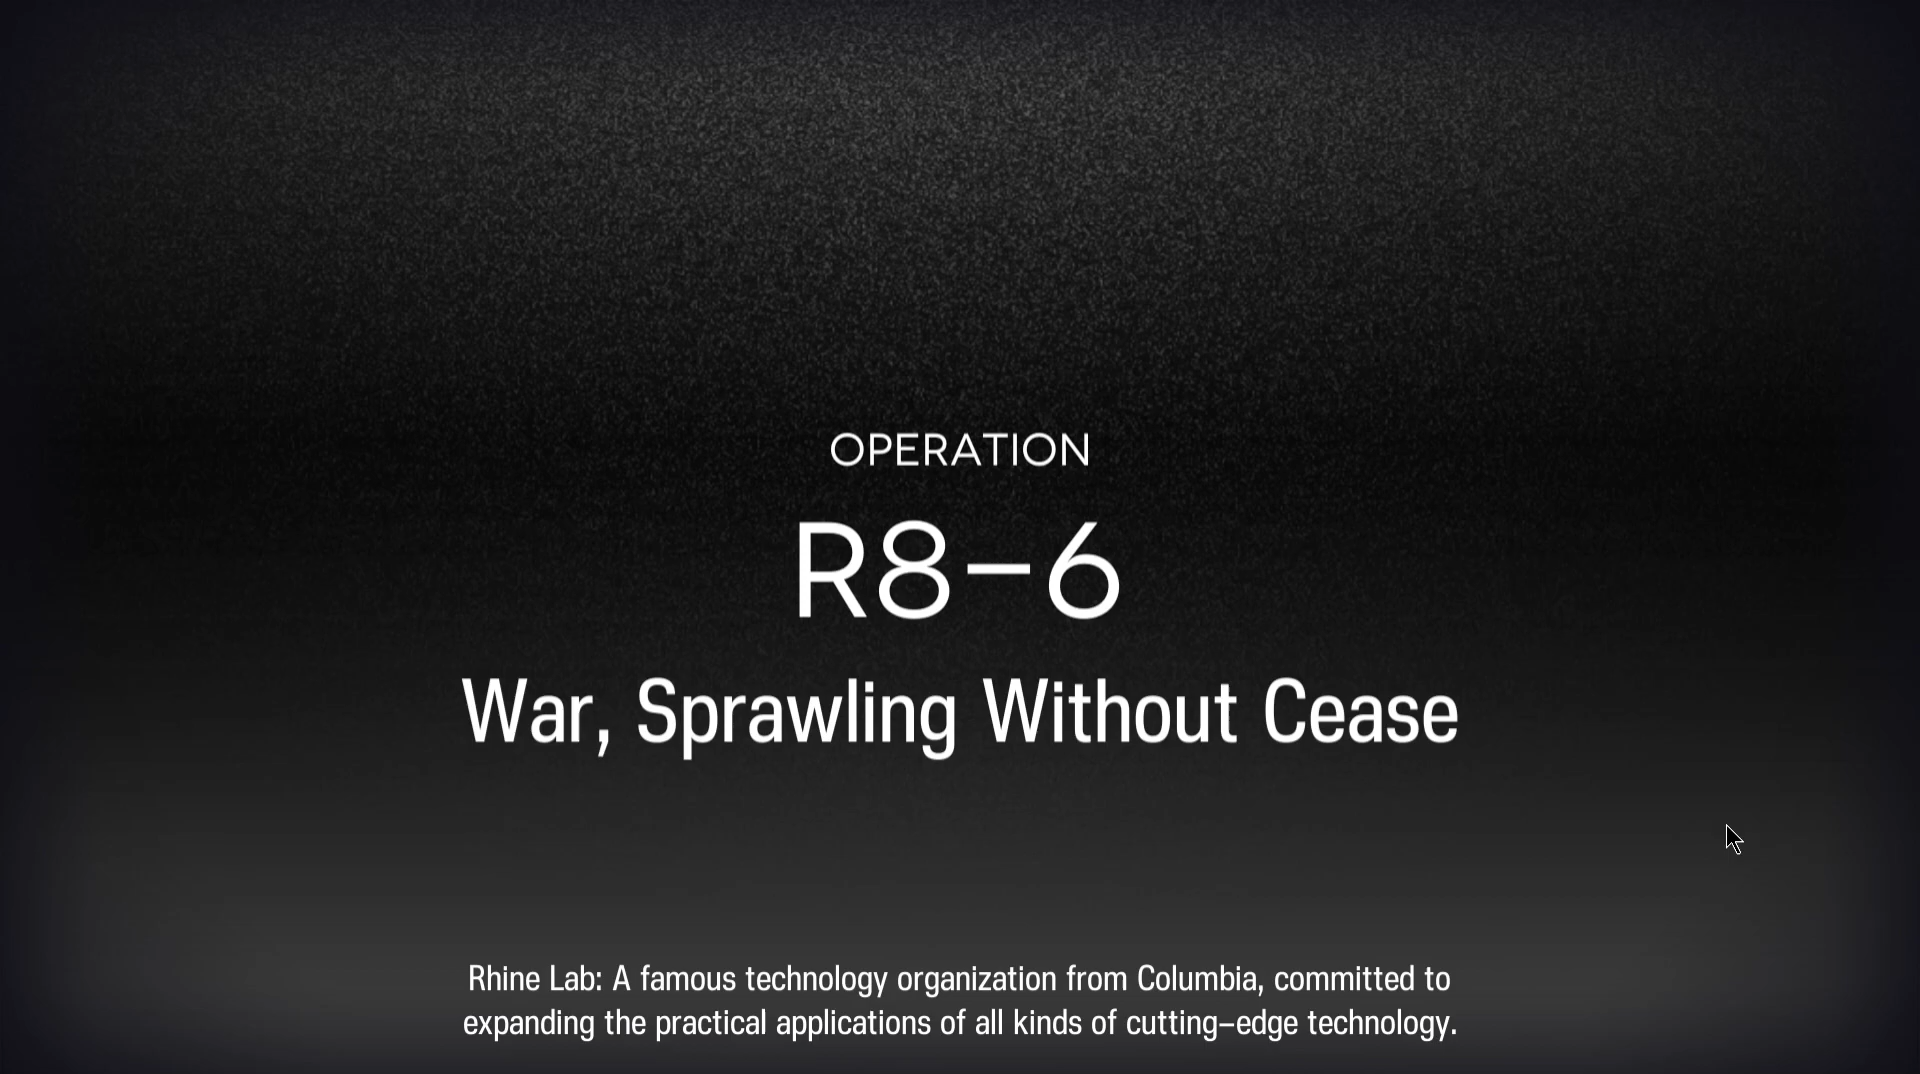 OPERATION
R8-6
War, Sprawling Without Cease
Rhine Lab: A famous technology organization from Columbia, committed to
expanding the practical applications of all kinds of cutting-edge technology.